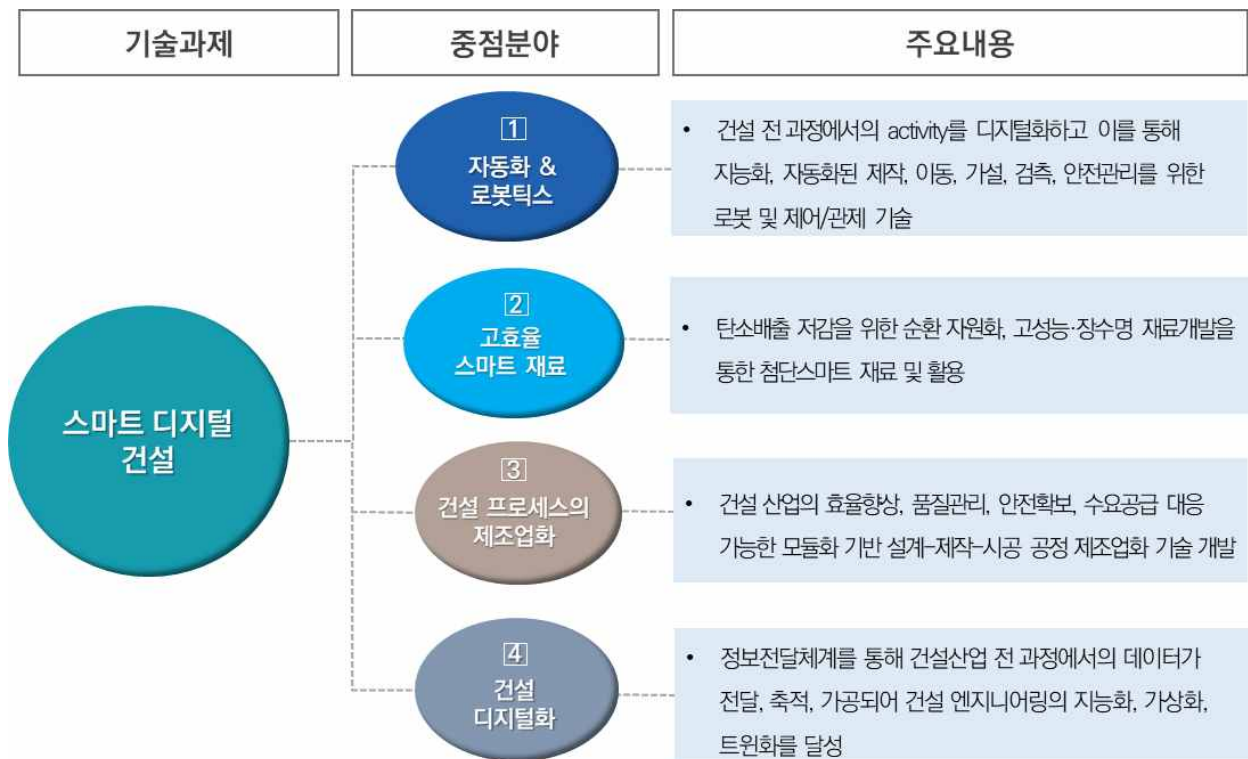 기술과제
중점분야
주요내용
스마트 디지털
건설
1
자동화 &
로봇틱스
• 건설 전 과정에서의 activity를 디지털화하고 이를 통해
지능화, 자동화된 제작, 이동, 가설, 검측, 안전관리를 위한
로봇 및 제어/관제 기술
2
고효율
스마트 재료
• 탄소배출 저감을 위한 순환 자원화, 고성능·장수명 재료개발을
통한 첨단스마트 재료 및 활용
3
건설 프로세스의
제조업화
• 건설 산업의 효율향상, 품질관리, 안전확보, 수요공급 대응
가능한 모듈화 기반 설계-제작-시공 공정 제조업화 기술 개발
4
건설
디지털화
• 정보전달체계를 통해 건설산업 전 과정에서의 데이터가
전달, 축적, 가공되어 건설 엔지니어링의 지능화, 가상화,
트윈화를 달성